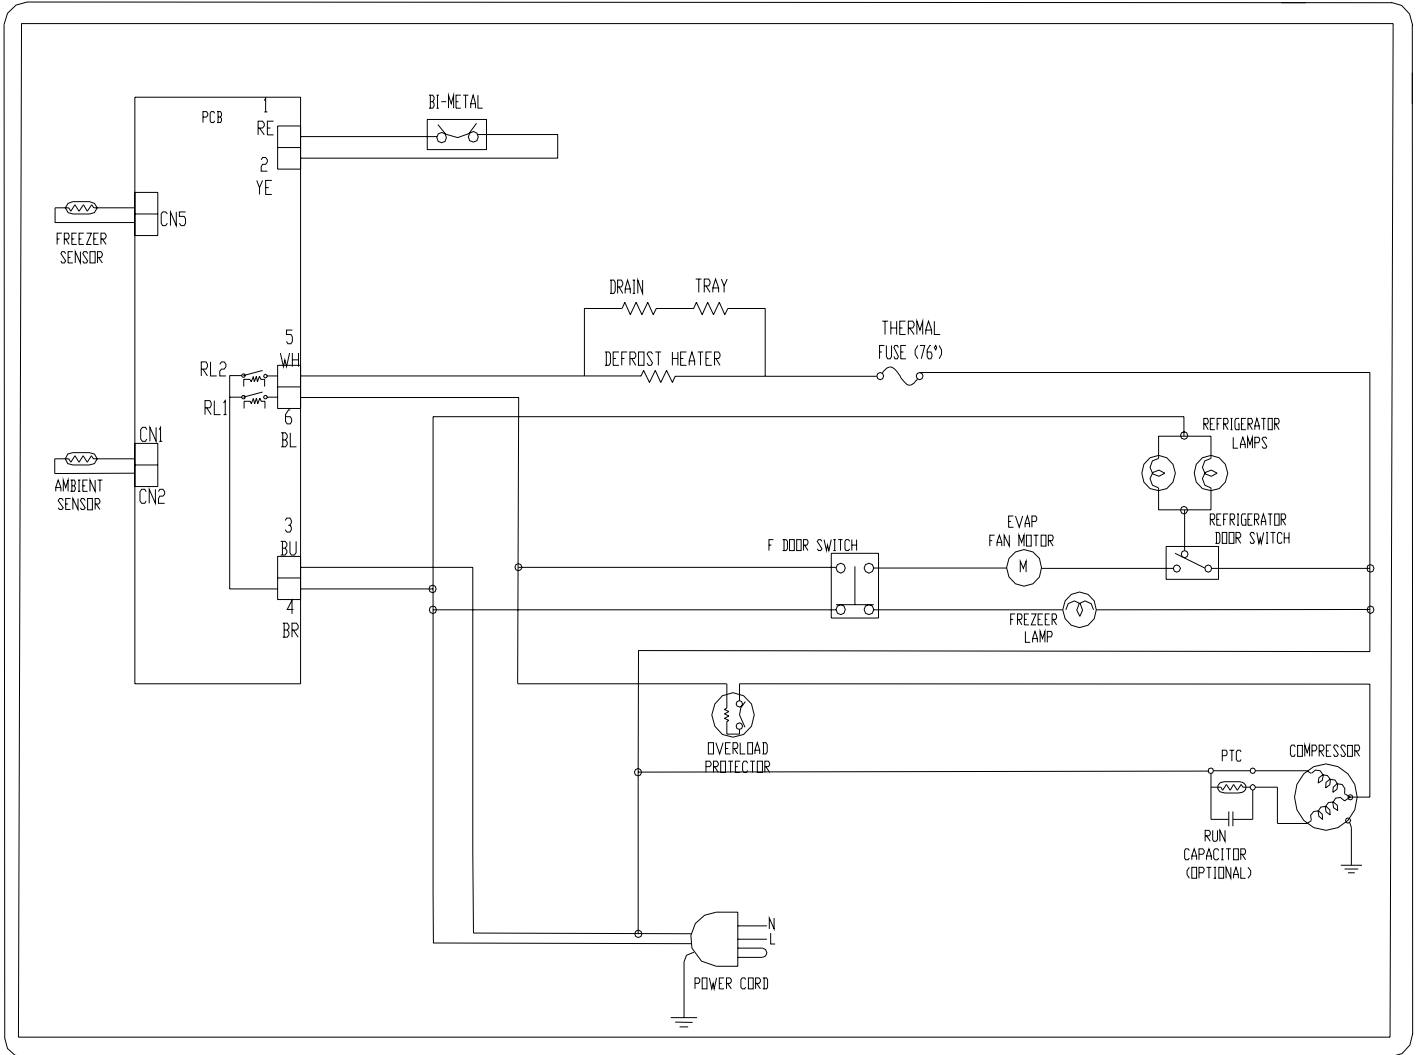 1
BI-METAL
PCB
RE
2
YE
CN5
FREEZER
SENSOR
DRAIN
TRAY
5
WH
THERMAL
FUSE (76°)
DEFROST HEATER
RL2
RL1
6
BL
CN1
CN2
AMBIENT
SENSOR
REFRIGERATOR
LAMPS
3
BU
4
BR
F DOOR SWITCH
EVAP
FAN MOTOR
M
REFRIGERATOR
DOOR SWITCH
FREZEER
LAMP
OVERLOAD
PROTECTOR
PTC
COMPRESSOR
RUN
CAPACITOR
(OPTIONAL)
N
L
POWER CORD